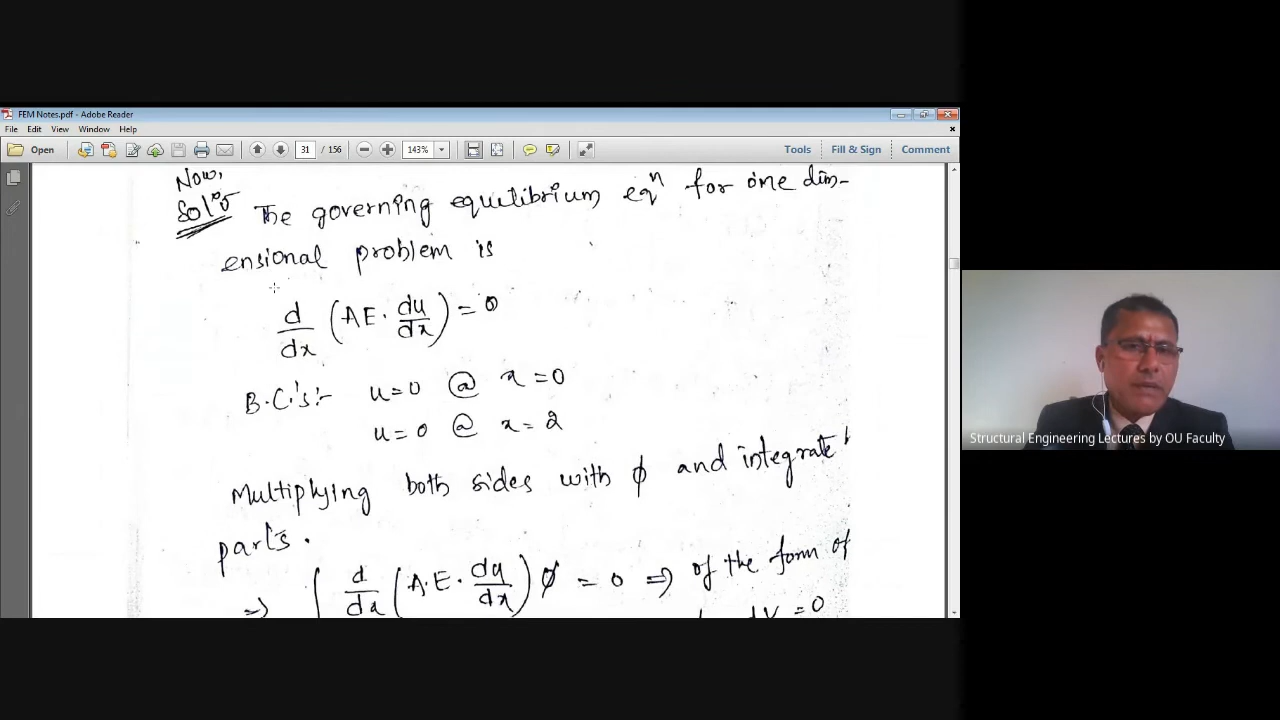 FEM Notes.pdf - Adobe Reader
File Edit View Window Help
Open 31 / 156 143% Tools Fill & Sign Comment
Now,
Solⁿ
The governing equilibrium eqⁿ for one dim-
ensional problem is
d/dx (AE · du/dx) = 0
B.C's:- u=0 @ x=0
u=0 @ x=2
Multiplying both sides with ϕ and integrate
parts.
⇒ ∫ d/dx (A·E · du/dx) ϕ = 0 ⇒ of the form of
= 0
Structural Engineering Lectures by OU Faculty